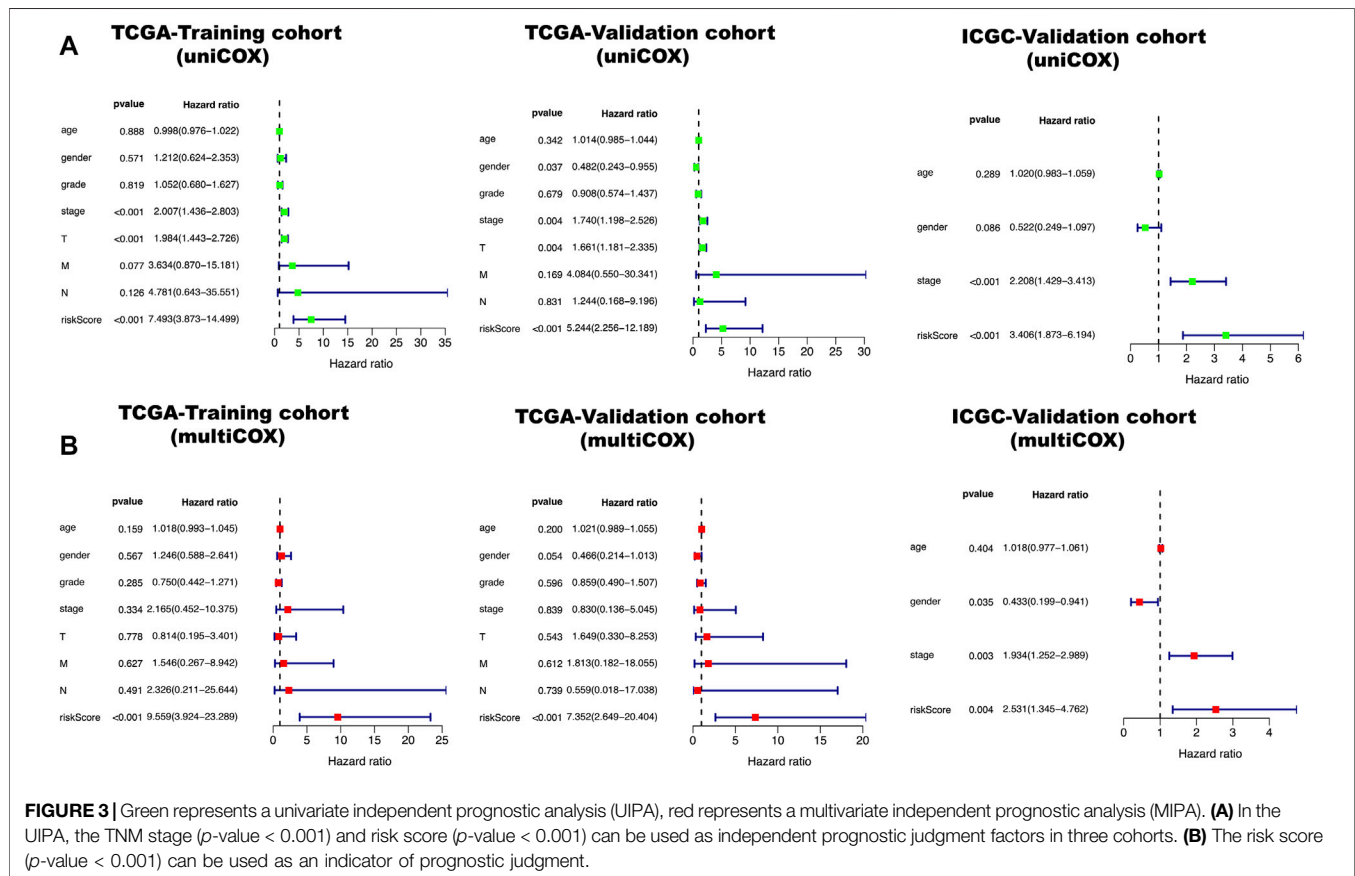 A
TCGA-Training cohort
(uniCOX)
pvalue Hazard ratio
age 0.888 0.998(0.976−1.022)
gender 0.571 1.212(0.624−2.353)
grade 0.819 1.052(0.680−1.627)
stage <0.001 2.007(1.436−2.803)
T <0.001 1.984(1.443−2.726)
M 0.077 3.634(0.870−15.181)
N 0.126 4.781(0.643−35.551)
riskScore <0.001 7.493(3.873−14.499)
0 5 10 15 20 25 30 35
Hazard ratio
TCGA-Validation cohort
(uniCOX)
pvalue Hazard ratio
age 0.342 1.014(0.985−1.044)
gender 0.037 0.482(0.243−0.955)
grade 0.679 0.908(0.574−1.437)
stage 0.004 1.740(1.198−2.526)
T 0.004 1.661(1.181−2.335)
M 0.169 4.084(0.550−30.341)
N 0.831 1.244(0.168−9.196)
riskScore <0.001 5.244(2.256−12.189)
0 5 10 15 20 25 30
Hazard ratio
ICGC-Validation cohort
(uniCOX)
pvalue Hazard ratio
age 0.289 1.020(0.983−1.059)
gender 0.086 0.522(0.249−1.097)
stage <0.001 2.208(1.429−3.413)
riskScore <0.001 3.406(1.873−6.194)
0 1 2 3 4 5 6
Hazard ratio
B
TCGA-Training cohort
(multiCOX)
pvalue Hazard ratio
age 0.159 1.018(0.993−1.045)
gender 0.567 1.246(0.588−2.641)
grade 0.285 0.750(0.442−1.271)
stage 0.334 2.165(0.452−10.375)
T 0.778 0.814(0.195−3.401)
M 0.627 1.546(0.267−8.942)
N 0.491 2.326(0.211−25.644)
riskScore <0.001 9.559(3.924−23.289)
0 5 10 15 20 25
Hazard ratio
TCGA-Validation cohort
(multiCOX)
pvalue Hazard ratio
age 0.200 1.021(0.989−1.055)
gender 0.054 0.466(0.214−1.013)
grade 0.596 0.859(0.490−1.507)
stage 0.839 0.830(0.136−5.045)
T 0.543 1.649(0.330−8.253)
M 0.612 1.813(0.182−18.055)
N 0.739 0.559(0.018−17.038)
riskScore <0.001 7.352(2.649−20.404)
0 5 10 15 20
Hazard ratio
ICGC-Validation cohort
(multiCOX)
pvalue Hazard ratio
age 0.404 1.018(0.977−1.061)
gender 0.035 0.433(0.199−0.941)
stage 0.003 1.934(1.252−2.989)
riskScore 0.004 2.531(1.345−4.762)
0 1 2 3 4
Hazard ratio
FIGURE 3 | Green represents a univariate independent prognostic analysis (UIPA), red represents a multivariate independent prognostic analysis (MIPA). (A) In the
UIPA, the TNM stage (p-value < 0.001) and risk score (p-value < 0.001) can be used as independent prognostic judgment factors in three cohorts. (B) The risk score
(p-value < 0.001) can be used as an indicator of prognostic judgment.